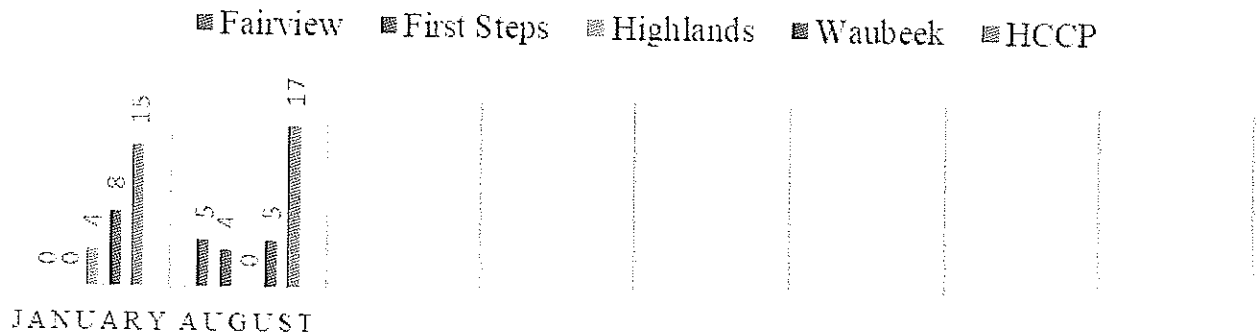 Fairview First Steps Highlands Waubeek HCCP
0 0 4 8 15 5 4 0 5 17
JANUARY AUGUST